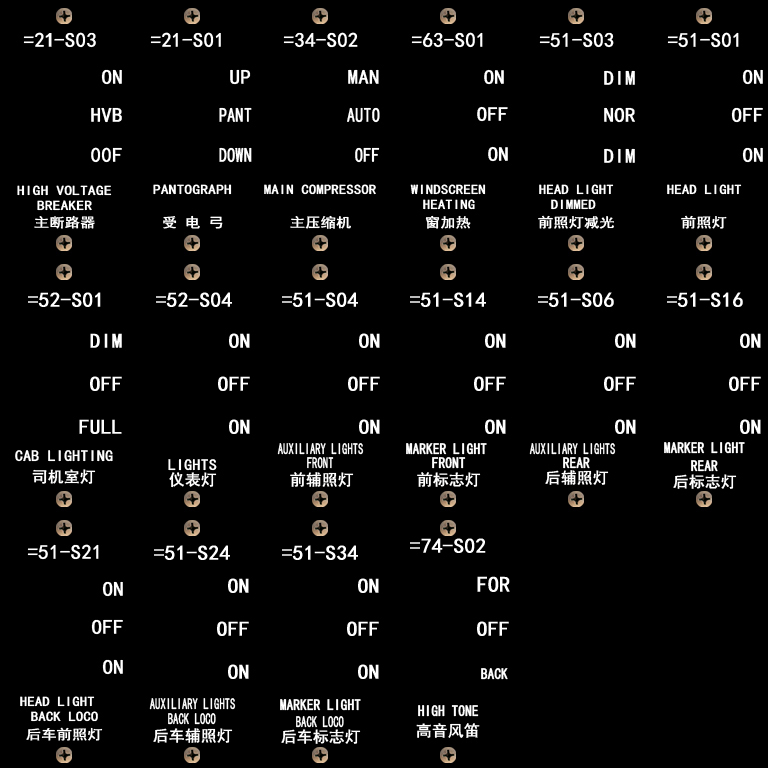 =21-S03
ON
HVB
OOF
HIGH VOLTAGE
BREAKER
主断路器
=21-S01
UP
PANT
DOWN
PANTOGRAPH
受 电 弓
=34-S02
MAN
AUTO
OFF
MAIN COMPRESSOR
主压缩机
=63-S01
ON
OFF
ON
WINDSCREEN
HEATING
窗加热
=51-S03
DIM
NOR
DIM
HEAD LIGHT
DIMMED
前照灯减光
=51-S01
ON
OFF
ON
HEAD LIGHT
前照灯
=52-S01
DIM
OFF
FULL
CAB LIGHTING
司机室灯
=52-S04
ON
OFF
ON
LIGHTS
仪表灯
=51-S04
ON
OFF
ON
AUXILIARY LIGHTS
FRONT
前辅照灯
=51-S14
ON
OFF
ON
MARKER LIGHT
FRONT
前标志灯
=51-S06
ON
OFF
ON
AUXILIARY LIGHTS
REAR
后辅照灯
=51-S16
ON
OFF
ON
MARKER LIGHT
REAR
后标志灯
=51-S21
ON
OFF
ON
HEAD LIGHT
BACK LOCO
后车前照灯
=51-S24
ON
OFF
ON
AUXILIARY LIGHTS
BACK LOCO
后车辅照灯
=51-S34
ON
OFF
ON
MARKER LIGHT
BACK LOCO
后车标志灯
=74-S02
FOR
OFF
BACK
HIGH TONE
高音风笛